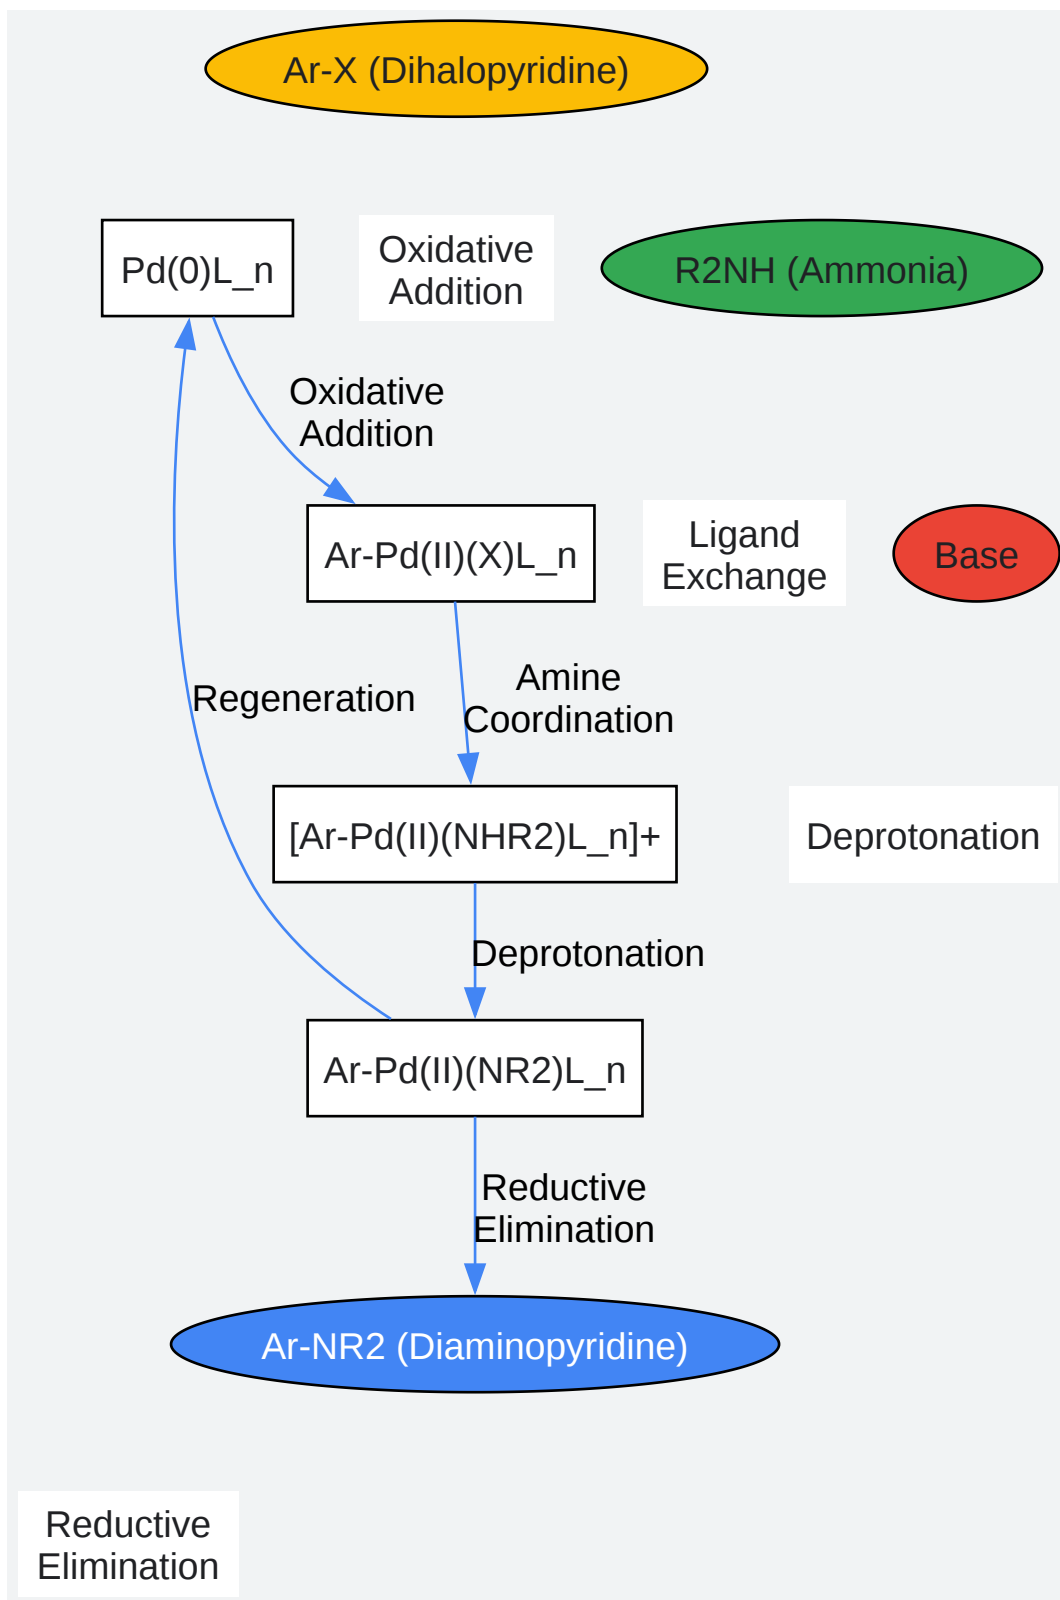 Ar-X (Dihalopyridine)
Pd(0)L_n
Oxidative
Addition
R2NH (Ammonia)
Oxidative
Addition
Ar-Pd(II)(X)L_n
Ligand
Exchange
Base
Amine
Coordination
Regeneration
[Ar-Pd(II)(NHR2)L_n]+
Deprotonation
Deprotonation
Ar-Pd(II)(NR2)L_n
Reductive
Elimination
Ar-NR2 (Diaminopyridine)
Reductive
Elimination